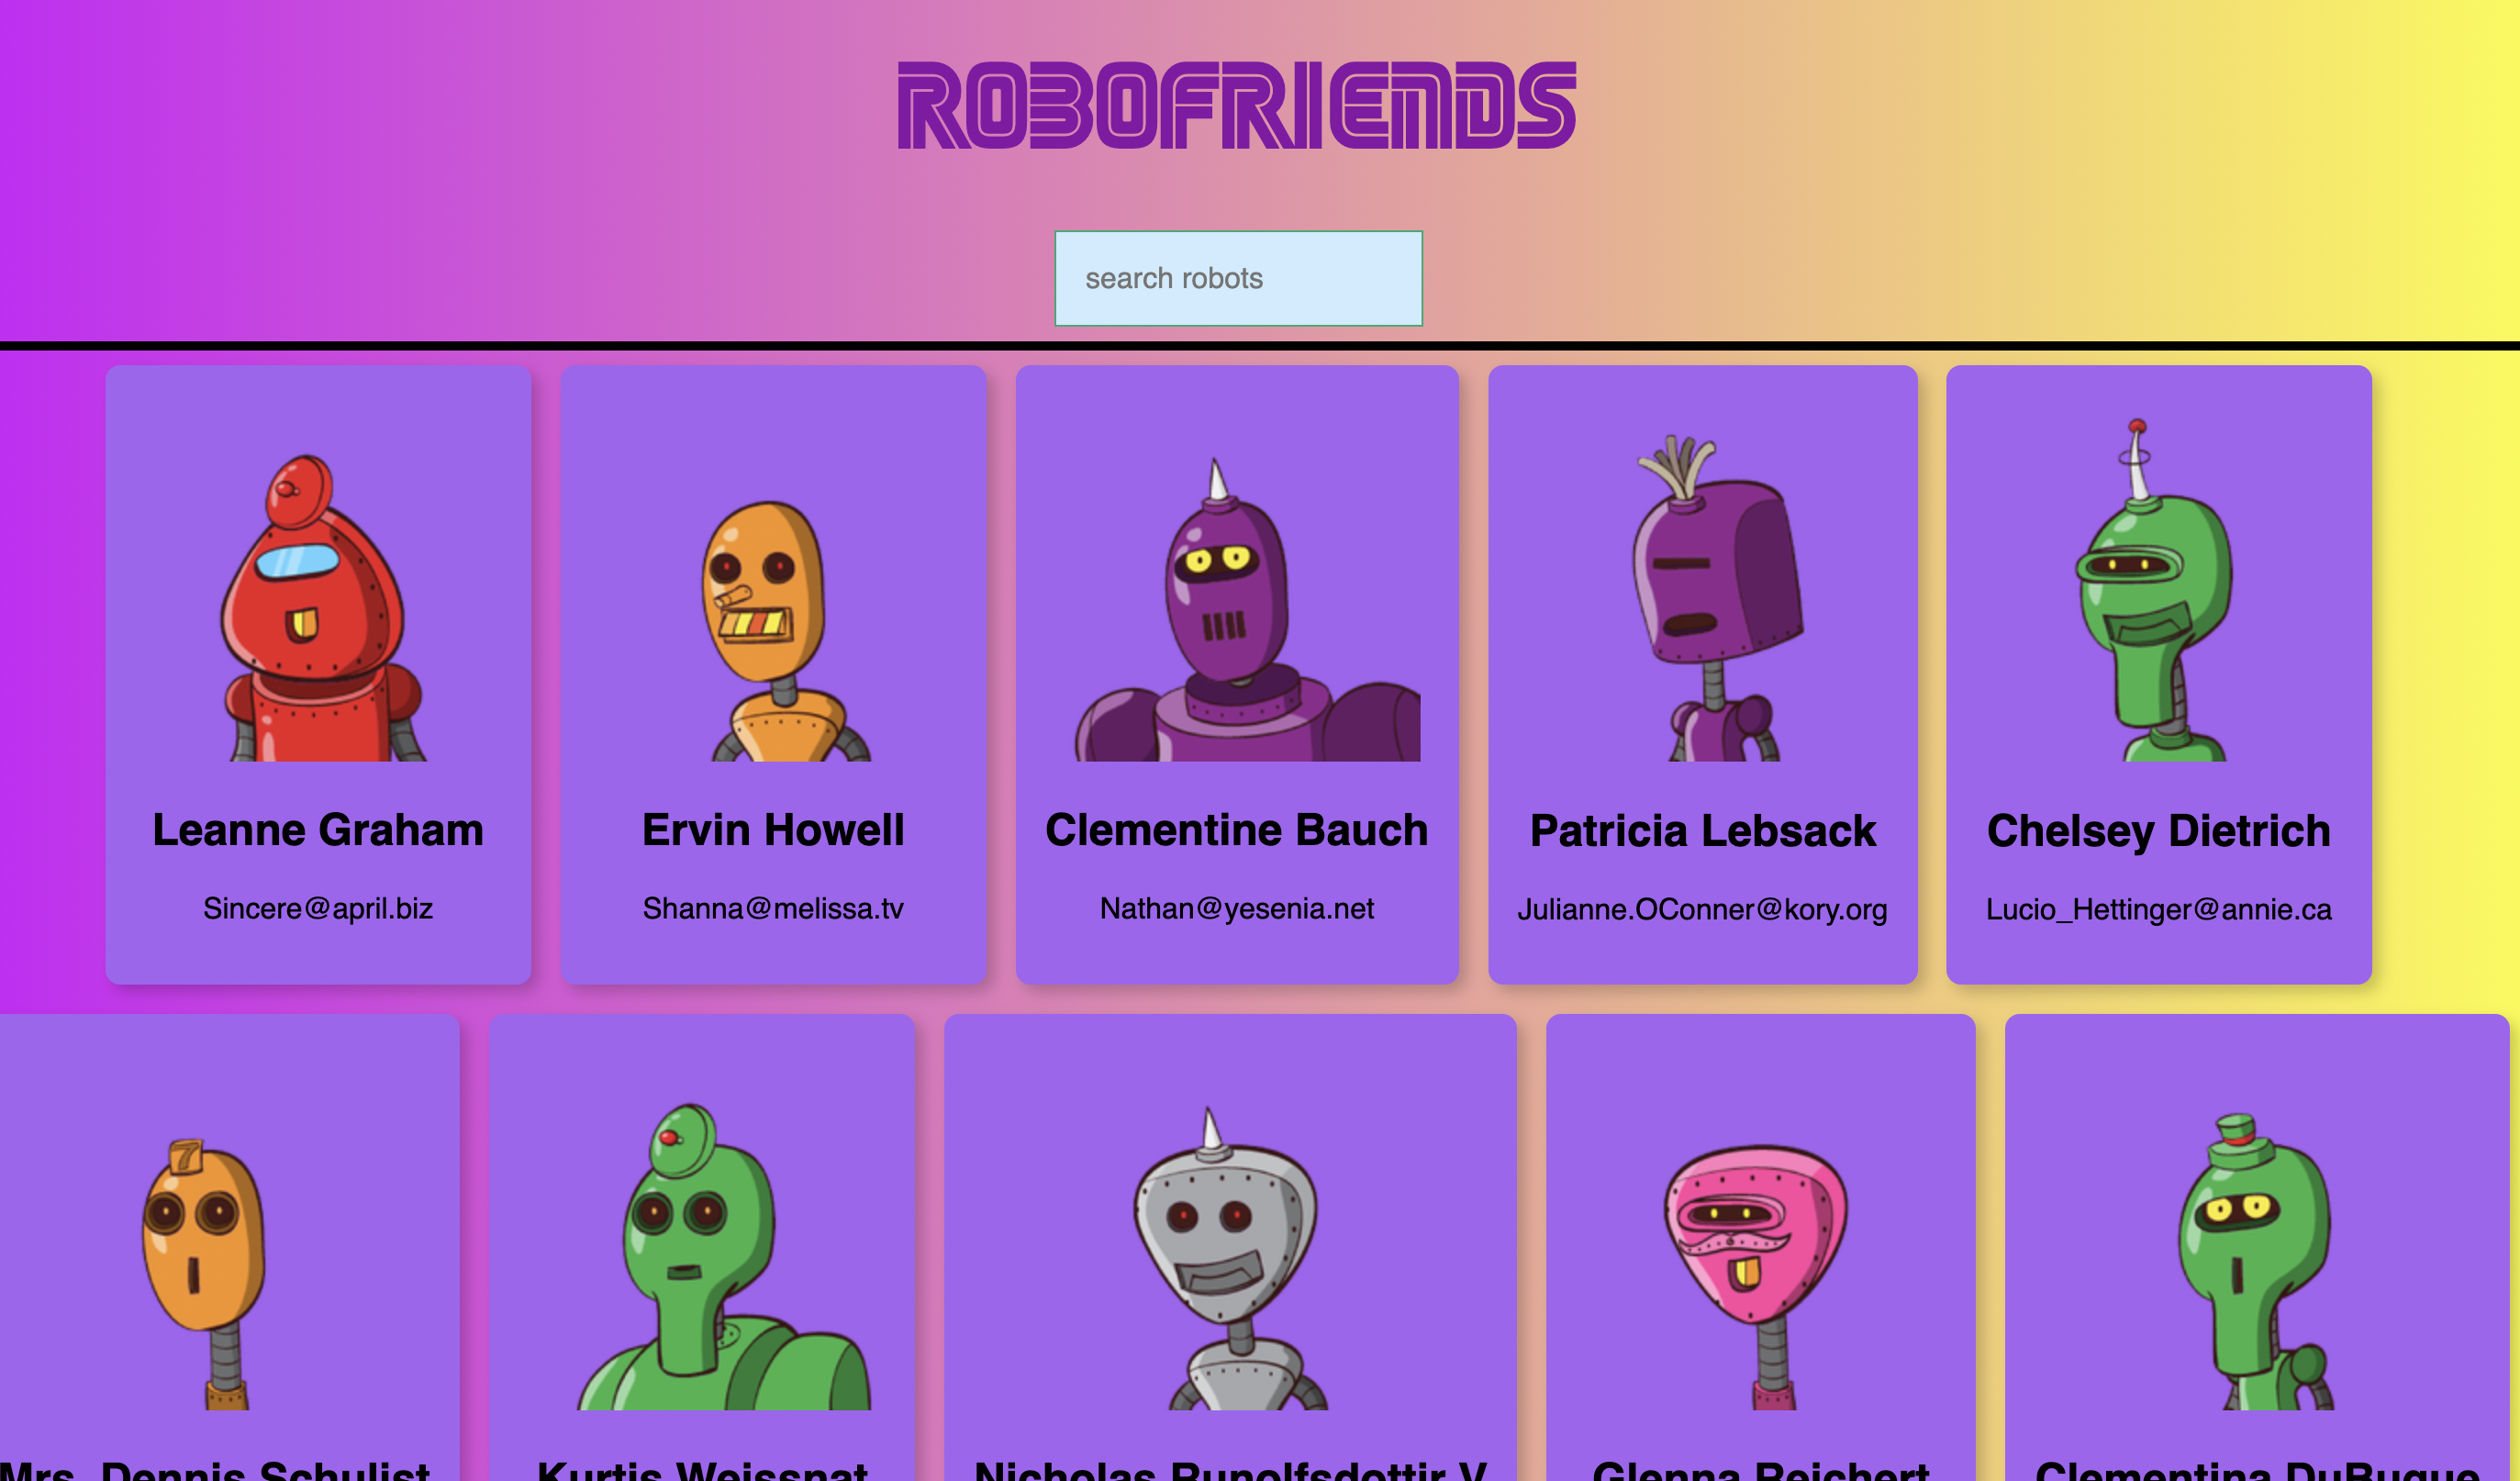 ROBOFRIENDS
search robots
Leanne Graham
Sincere@april.biz
Ervin Howell
Shanna@melissa.tv
Clementine Bauch
Nathan@yesenia.net
Patricia Lebsack
Julianne.OConner@kory.org
Chelsey Dietrich
Lucio_Hettinger@annie.ca
7
Mrs. Dennis Schulist
Kurtis Weissnat
Nicholas Runolfsdottir V
Glenna Reichert
Clementina DuBuque